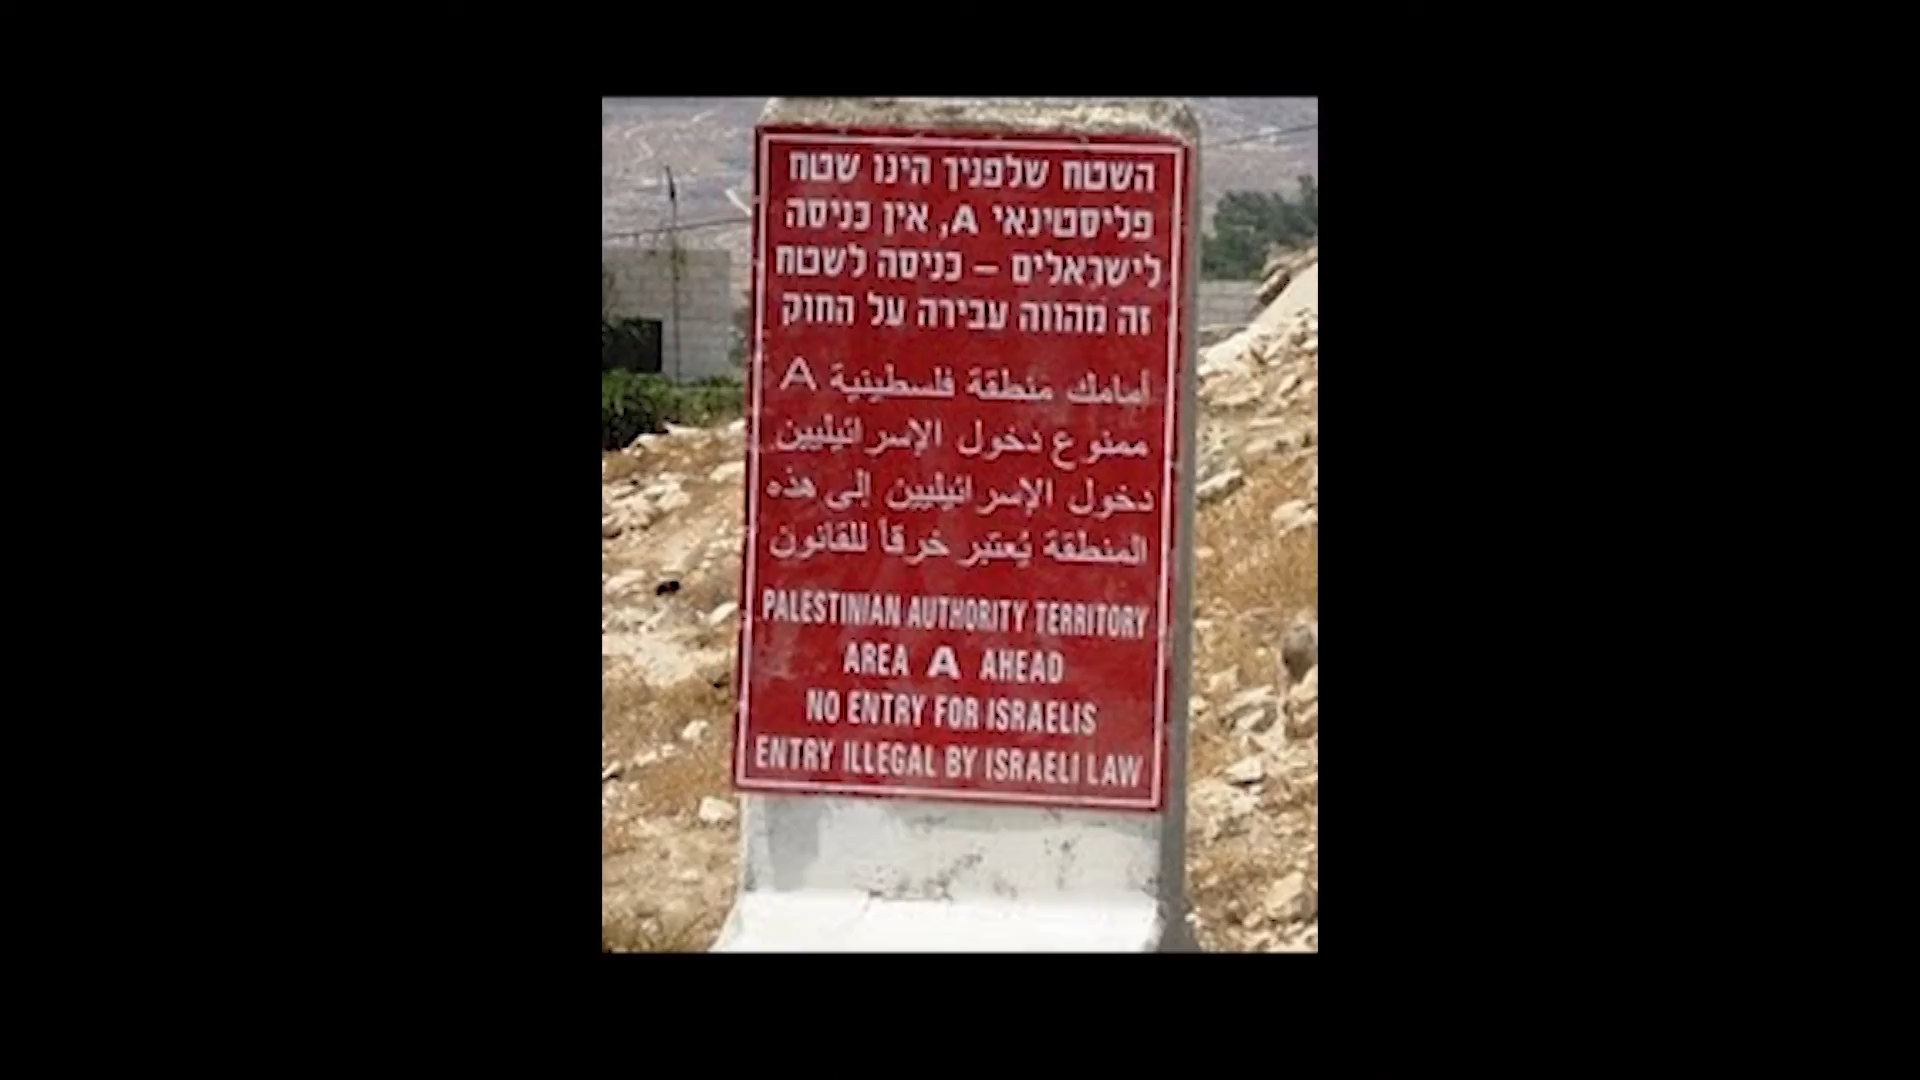 השטח שלפניך הינו שטח
פליסטינאי A, אין כניסה
לישראלים – כניסה לשטח
זה מהווה עבירה על החוק
أمامك منطقة فلسطينية A
ممنوع دخول الإسرائيليين
دخول الإسرائيليين إلى هذه
المنطقة يُعتبر خرقاً للقانون
PALESTINIAN AUTHORITY TERRITORY
AREA A AHEAD
NO ENTRY FOR ISRAELIS
ENTRY ILLEGAL BY ISRAELI LAW